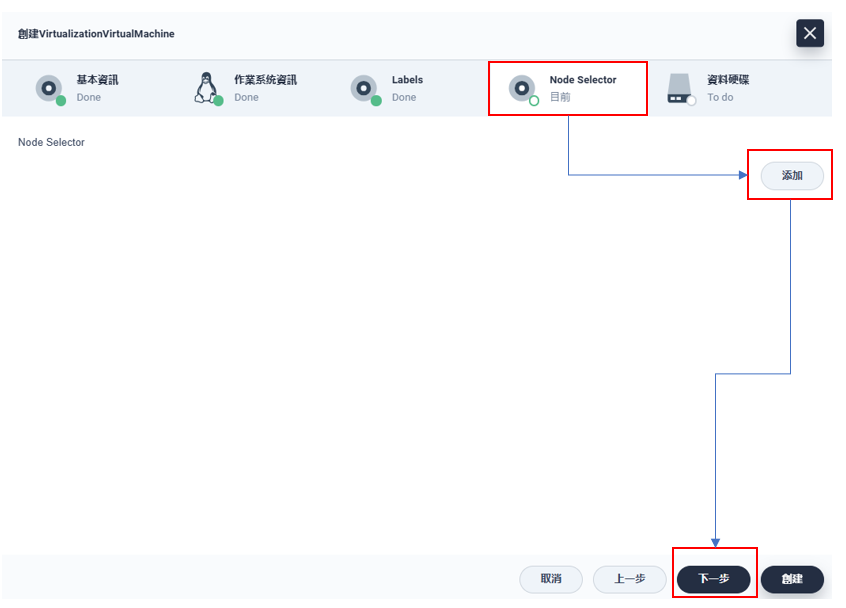 創建VirtualizationVirtualMachine
基本資訊
Done
作業系統資訊
Done
Labels
Done
Node Selector
目前
資料硬碟
To do
Node Selector
添加
取消
上一步
下一步
創建